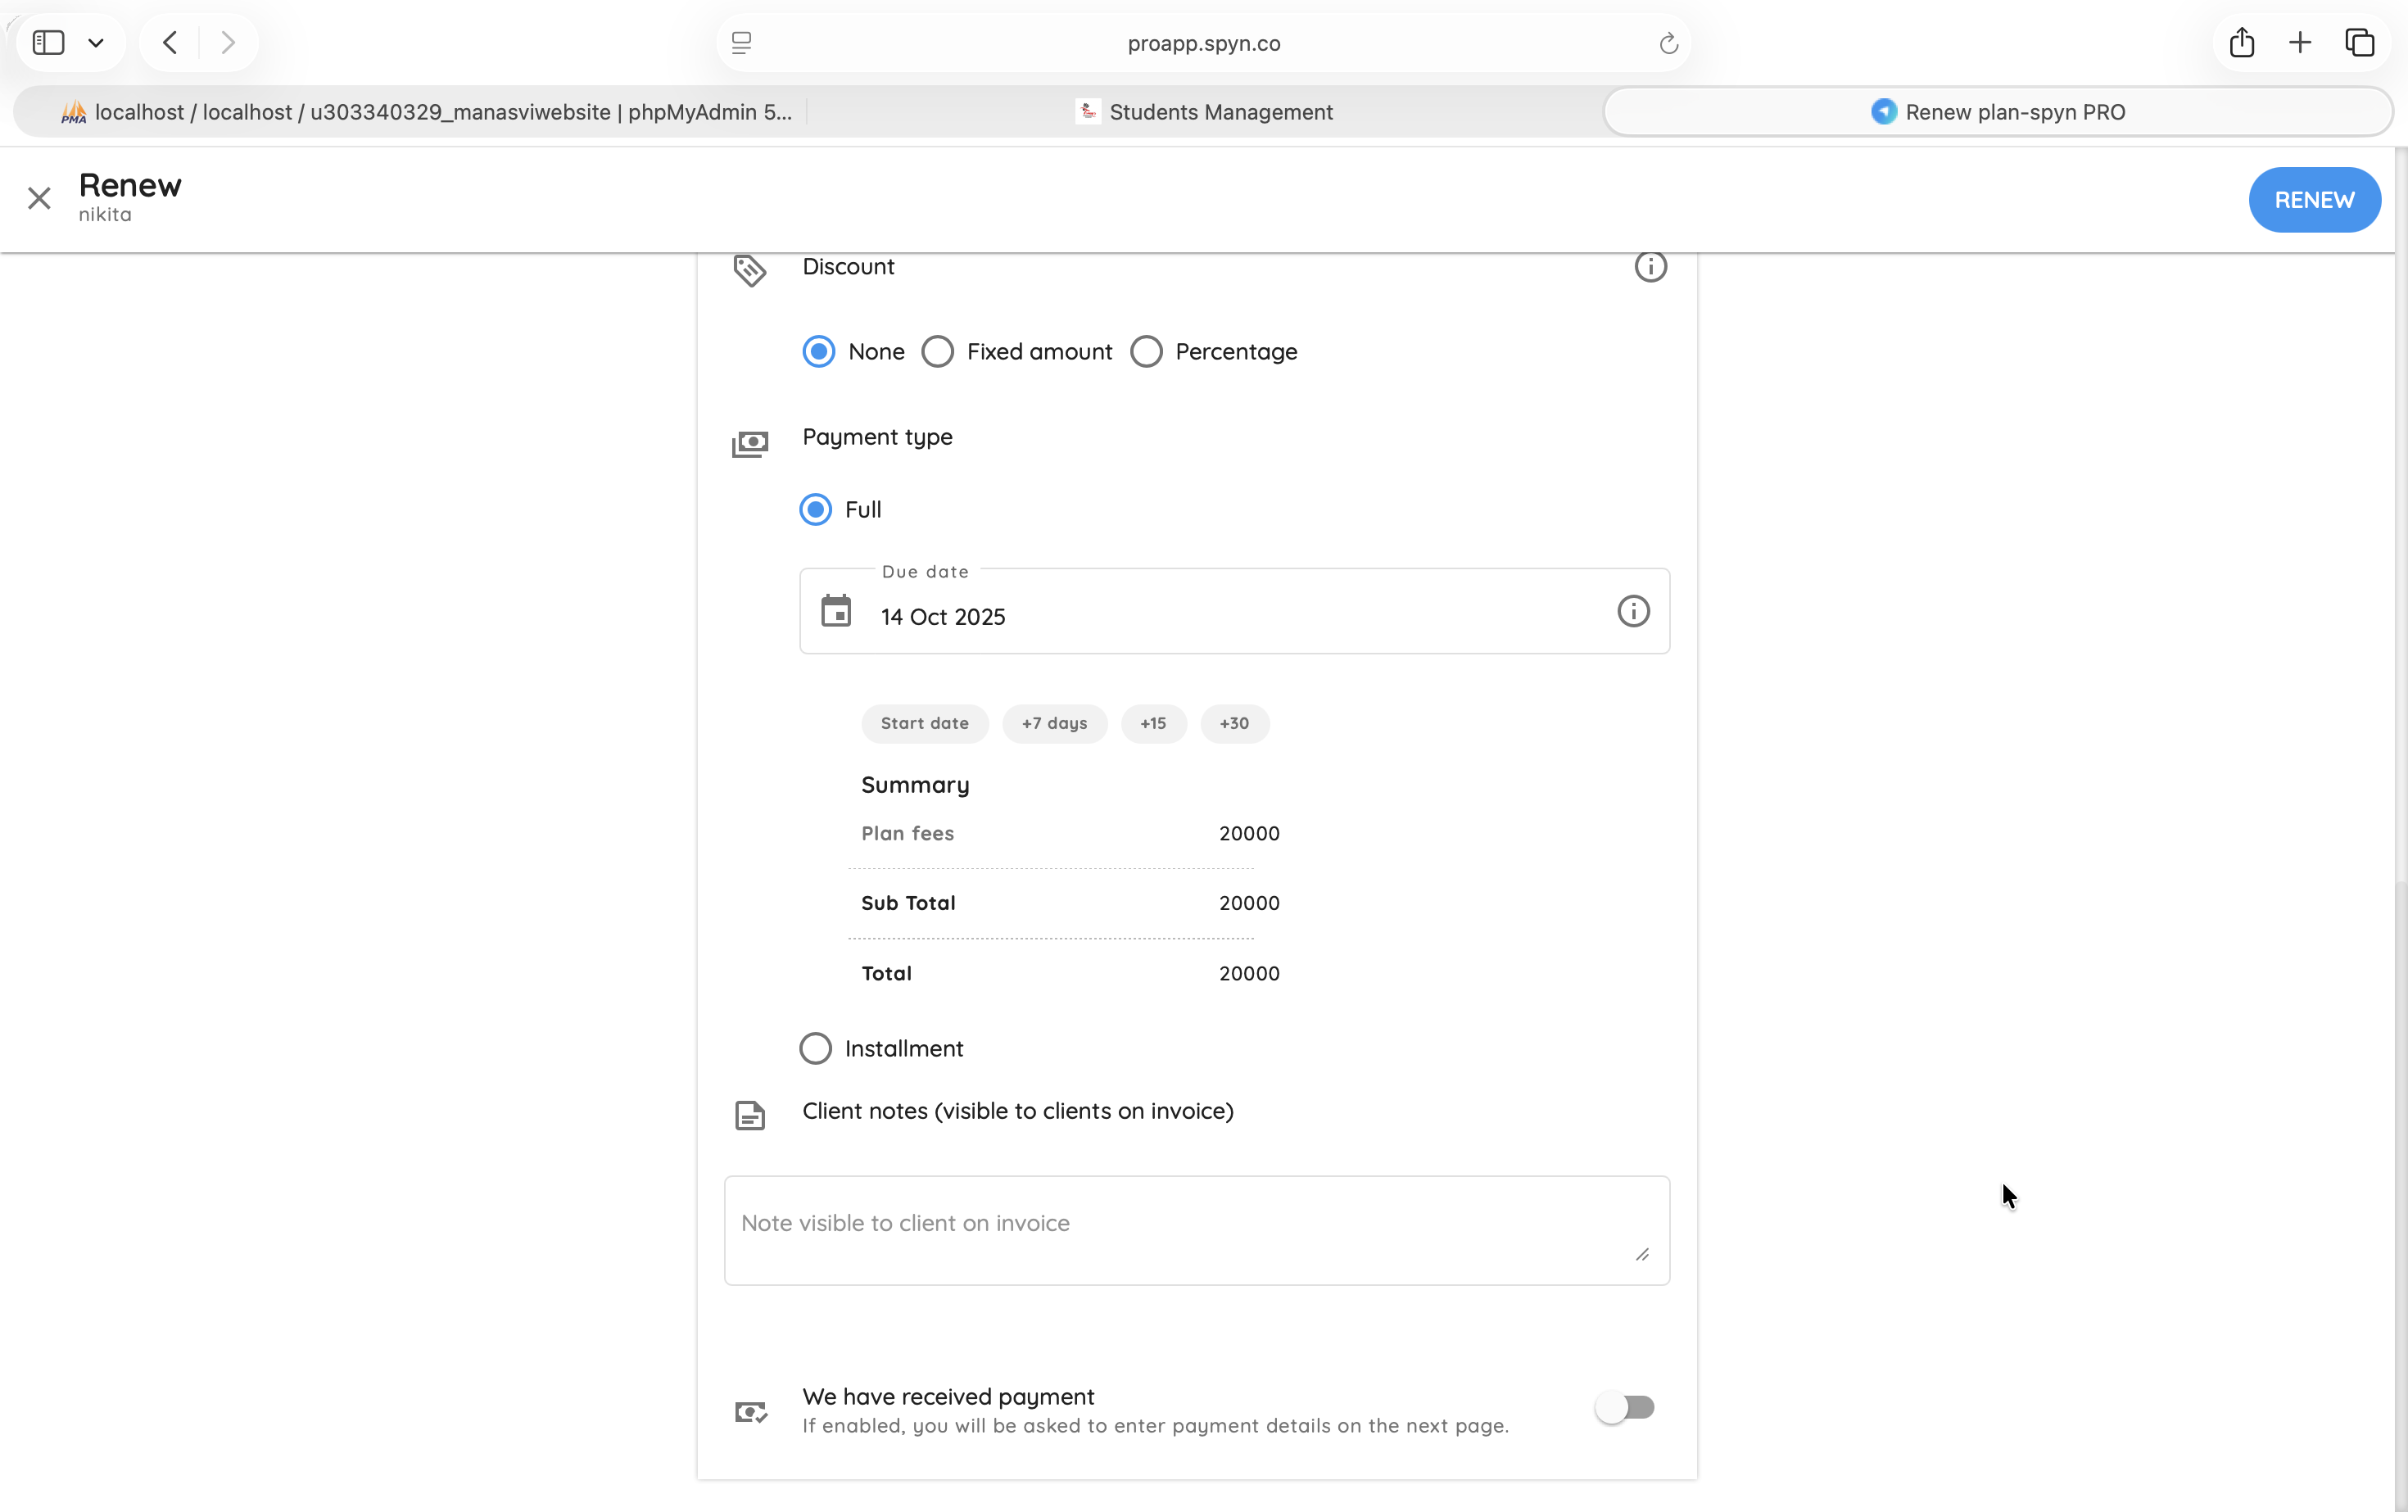 proapp.spyn.co
PMA localhost / localhost / u303340329_manasviwebsite | phpMyAdmin 5...
Students Management
Renew plan-spyn PRO
Renew
nikita
RENEW
Discount
None
Fixed amount
Percentage
Payment type
Full
Due date
14 Oct 2025
Start date
+7 days
+15
+30
Summary
Plan fees 20000
Sub Total 20000
Total 20000
Installment
Client notes (visible to clients on invoice)
Note visible to client on invoice
We have received payment
If enabled, you will be asked to enter payment details on the next page.